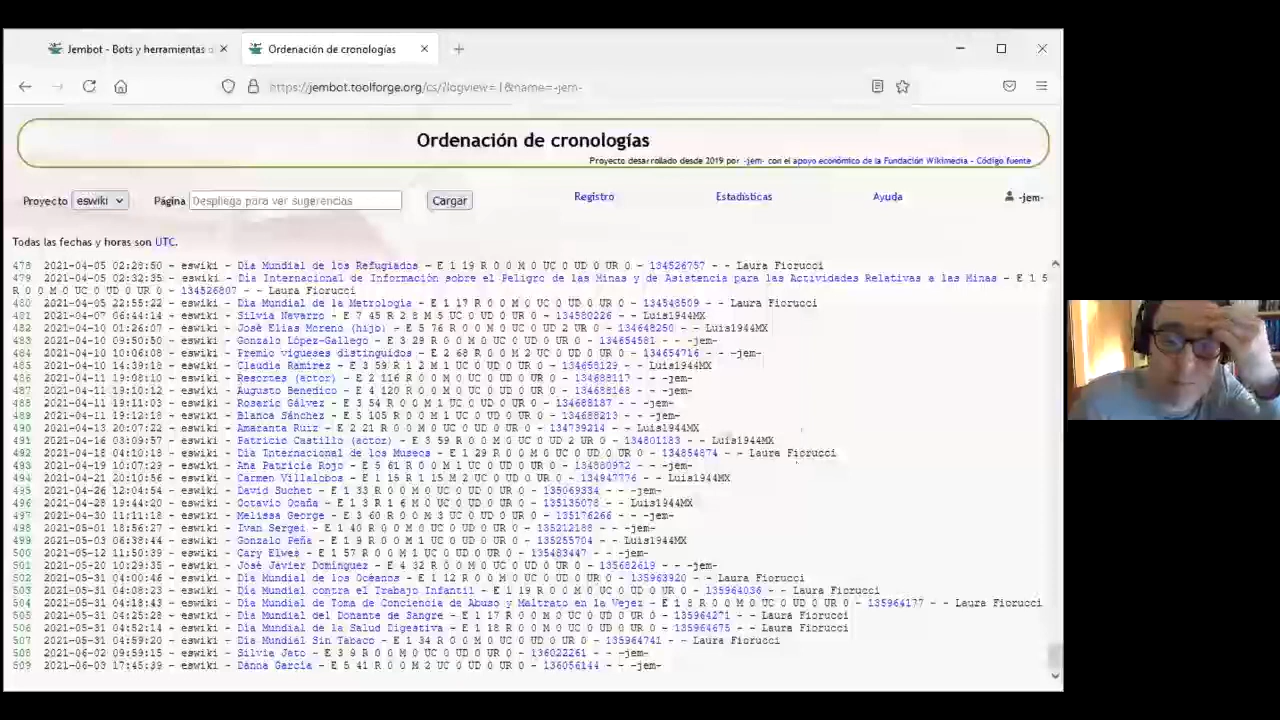 Jembot - Bots y herramientas
Ordenación de cronologías
https://jembot.toolforge.org/cs/?logview=1&name=-jem-
Ordenación de cronologías
Proyecto desarrollado desde 2019 por -jem- con el apoyo económico de la Fundación Wikimedia - Código fuente
Proyecto eswiki Página Despliega para ver sugerencias Cargar Registro Estadísticas Ayuda -jem-
Todas las fechas y horas son UTC.
478 2021-04-05 02:28:50 - eswiki - Día Mundial de los Refugiados - E 1 19 R 0 0 M 0 UC 0 UD 0 UR 0 - 134526757 - - Laura Fiorucci
479 2021-04-05 02:32:35 - eswiki - Día Internacional de Información sobre el Peligro de las Minas y de Asistencia para las Actividades Relativas a las Minas - E 1 5
R 0 0 M 0 UC 0 UD 0 UR 0 - 134526807 - - Laura Fiorucci
480 2021-04-05 22:55:22 - eswiki - Día Mundial de la Metrología - E 1 17 R 0 0 M 0 UC 0 UD 0 UR 0 - 134548509 - - Laura Fiorucci
481 2021-04-07 06:44:14 - eswiki - Silvia Navarro - E 7 45 R 2 8 M 0 UC 0 UD 0 UR 0 - 134580226 - - Luis1944MX
482 2021-04-10 01:26:07 - eswiki - José Elías Moreno (hijo) - E 5 76 R 0 0 M 0 UC 0 UD 2 UR 0 - 134648250 - - Luis1944MX
483 2021-04-10 09:50:50 - eswiki - Gonzalo López-Gallego - E 3 29 R 0 0 M 0 UC 0 UD 0 UR 0 - 134654581 - - -jem-
484 2021-04-10 10:06:08 - eswiki - Premio vigueses distinguidos - E 2 68 R 0 0 M 2 UC 0 UD 0 UR 0 - 134654716 - - -jem-
485 2021-04-10 14:39:18 - eswiki - Claudia Ramírez - E 3 59 R 1 2 M 1 UC 0 UD 0 UR 0 - 134658129 - - Luis1944MX
486 2021-04-11 19:08:10 - eswiki - Resortes (actor) - E 2 116 R 0 0 M 0 UC 0 UD 0 UR 0 - 134688117 - - -jem-
487 2021-04-11 19:10:12 - eswiki - Augusto Benedico - E 4 120 R 0 0 M 0 UC 0 UD 0 UR 0 - 134688168 - - -jem-
488 2021-04-11 19:11:03 - eswiki - Rosario Gálvez - E 3 54 R 0 0 M 1 UC 0 UD 0 UR 0 - 134688187 - - -jem-
489 2021-04-11 19:12:18 - eswiki - Blanca Sánchez - E 5 105 R 0 0 M 1 UC 0 UD 0 UR 0 - 134688213 - - -jem-
490 2021-04-13 20:07:22 - eswiki - Amaranta Ruiz - E 2 21 R 0 0 M 0 UC 0 UD 0 UR 0 - 134739214 - - Luis1944MX
491 2021-04-16 03:09:57 - eswiki - Patricio Castillo (actor) - E 3 59 R 0 0 M 1 UC 0 UD 2 UR 0 - 134801183 - - Luis1944MX
492 2021-04-18 04:10:18 - eswiki - Día Internacional de los Museos - E 1 29 R 0 0 M 0 UC 0 UD 0 UR 0 - 134854874 - - Laura Fiorucci
493 2021-04-19 10:07:29 - eswiki - Ana Patricia Rojo - E 5 61 R 0 0 M 1 UC 0 UD 0 UR 0 - 134880972 - - -jem-
494 2021-04-21 20:10:56 - eswiki - Carmen Villalobos - E 1 15 R 1 15 M 2 UC 0 UD 0 UR 0 - 134947776 - - Luis1944MX
495 2021-04-26 12:04:54 - eswiki - David Suchet - E 1 33 R 0 0 M 0 UC 0 UD 0 UR 0 - 135069334 - - -jem-
496 2021-04-28 19:44:20 - eswiki - Octavio Ocaña - E 1 3 R 1 6 M 0 UC 0 UD 0 UR 0 - 135135078 - - Luis1944MX
497 2021-04-30 11:11:18 - eswiki - Melissa George - E 3 60 R 0 0 M 0 UC 0 UD 0 UR 0 - 135176266 - - -jem-
498 2021-05-01 18:56:27 - eswiki - Ivan Sergei - E 1 40 R 0 0 M 0 UC 0 UD 0 UR 0 - 135212188 - - -jem-
499 2021-05-03 06:38:44 - eswiki - Gonzalo Peña - E 1 9 R 0 0 M 1 UC 0 UD 0 UR 0 - 135255704 - - Luis1944MX
500 2021-05-12 11:50:39 - eswiki - Cary Elwes - E 1 57 R 0 0 M 1 UC 0 UD 0 UR 0 - 135483447 - - -jem-
501 2021-05-20 10:29:35 - eswiki - José Javier Domínguez - E 4 32 R 0 0 M 0 UC 0 UD 0 UR 0 - 135682619 - - -jem-
502 2021-05-31 04:00:46 - eswiki - Día Mundial de los Océanos - E 1 12 R 0 0 M 0 UC 0 UD 0 UR 0 - 135963920 - - Laura Fiorucci
503 2021-05-31 04:08:23 - eswiki - Día Mundial contra el Trabajo Infantil - E 1 19 R 0 0 M 0 UC 0 UD 0 UR 0 - 135964036 - - Laura Fiorucci
504 2021-05-31 04:18:43 - eswiki - Día Mundial de Toma de Conciencia de Abuso y Maltrato en la Vejez - E 1 8 R 0 0 M 0 UC 0 UD 0 UR 0 - 135964177 - - Laura Fiorucci
505 2021-05-31 04:25:28 - eswiki - Día Mundial del Donante de Sangre - E 1 17 R 0 0 M 0 UC 0 UD 0 UR 0 - 135964271 - - Laura Fiorucci
506 2021-05-31 04:52:14 - eswiki - Día Mundial de la Salud Digestiva - E 1 18 R 0 0 M 0 UC 0 UD 0 UR 0 - 135964675 - - Laura Fiorucci
507 2021-05-31 04:59:20 - eswiki - Día Mundial Sin Tabaco - E 1 34 R 0 0 M 0 UC 0 UD 0 UR 0 - 135964741 - - Laura Fiorucci
508 2021-06-02 09:59:15 - eswiki - Silvia Jato - E 3 9 R 0 0 M 0 UC 0 UD 0 UR 0 - 136022261 - - -jem-
509 2021-06-03 17:45:39 - eswiki - Danna García - E 5 41 R 0 0 M 2 UC 0 UD 0 UR 0 - 136056144 - - -jem-